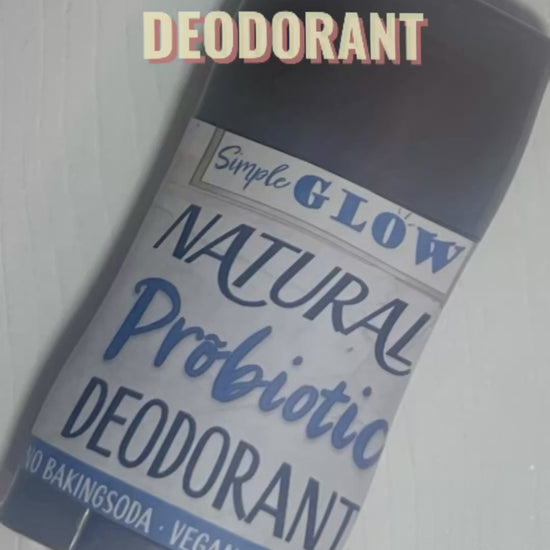 DEODORANT
Simple GLOW
NATURAL
Probiotic
DEODORANT
NO BAKINGSODA · VEGAN